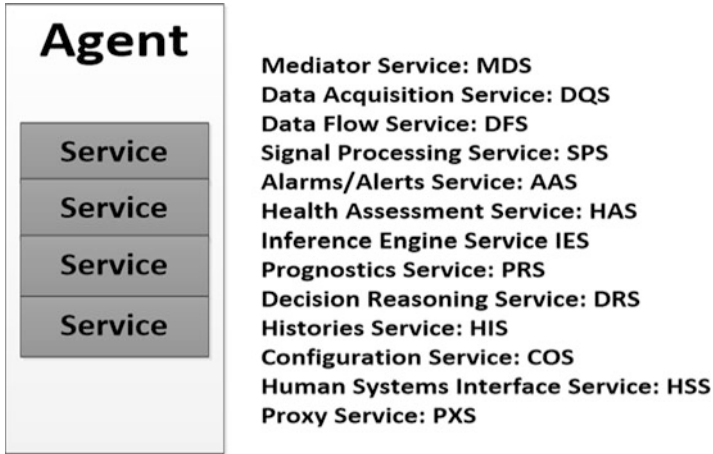 Agent
Service
Service
Service
Service
Mediator Service: MDS
Data Acquisition Service: DQS
Data Flow Service: DFS
Signal Processing Service: SPS
Alarms/Alerts Service: AAS
Health Assessment Service: HAS
Inference Engine Service IES
Prognostics Service: PRS
Decision Reasoning Service: DRS
Histories Service: HIS
Configuration Service: COS
Human Systems Interface Service: HSS
Proxy Service: PXS